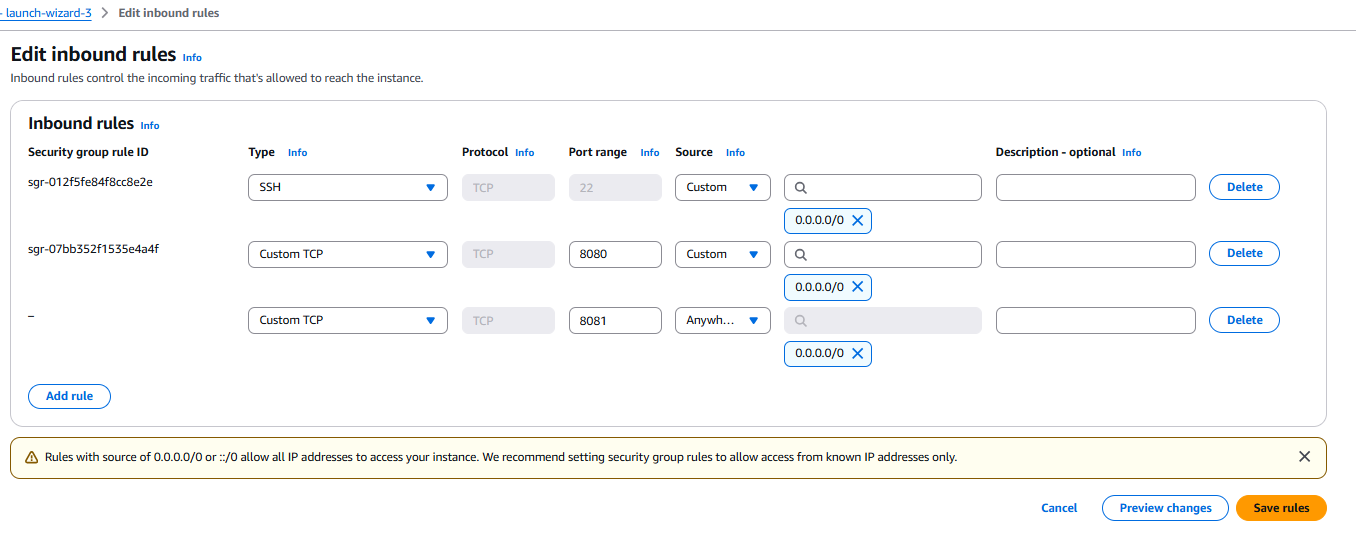 - launch-wizard-3 > Edit inbound rules
Edit inbound rules Info
Inbound rules control the incoming traffic that's allowed to reach the instance.
Inbound rules Info
Security group rule ID Type Info Protocol Info Port range Info Source Info Description - optional Info
sgr-012f5fe84f8cc8e2e SSH TCP 22 Custom Delete
0.0.0.0/0
sgr-07bb352f1535e4a4f Custom TCP TCP 8080 Custom Delete
0.0.0.0/0
– Custom TCP TCP 8081 Anywh... Delete
0.0.0.0/0
Add rule
Rules with source of 0.0.0.0/0 or ::/0 allow all IP addresses to access your instance. We recommend setting security group rules to allow access from known IP addresses only.
Cancel Preview changes Save rules